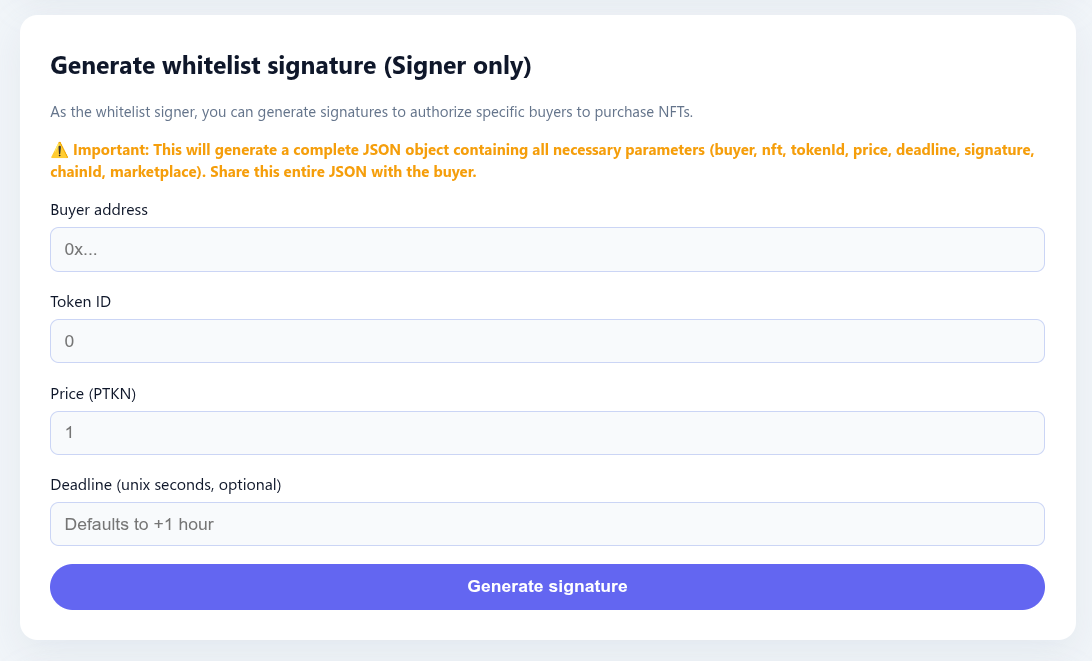 Generate whitelist signature (Signer only)
As the whitelist signer, you can generate signatures to authorize specific buyers to purchase NFTs.
⚠️ Important: This will generate a complete JSON object containing all necessary parameters (buyer, nft, tokenId, price, deadline, signature,
chainId, marketplace). Share this entire JSON with the buyer.
Buyer address
0x...
Token ID
0
Price (PTKN)
1
Deadline (unix seconds, optional)
Defaults to +1 hour
Generate signature